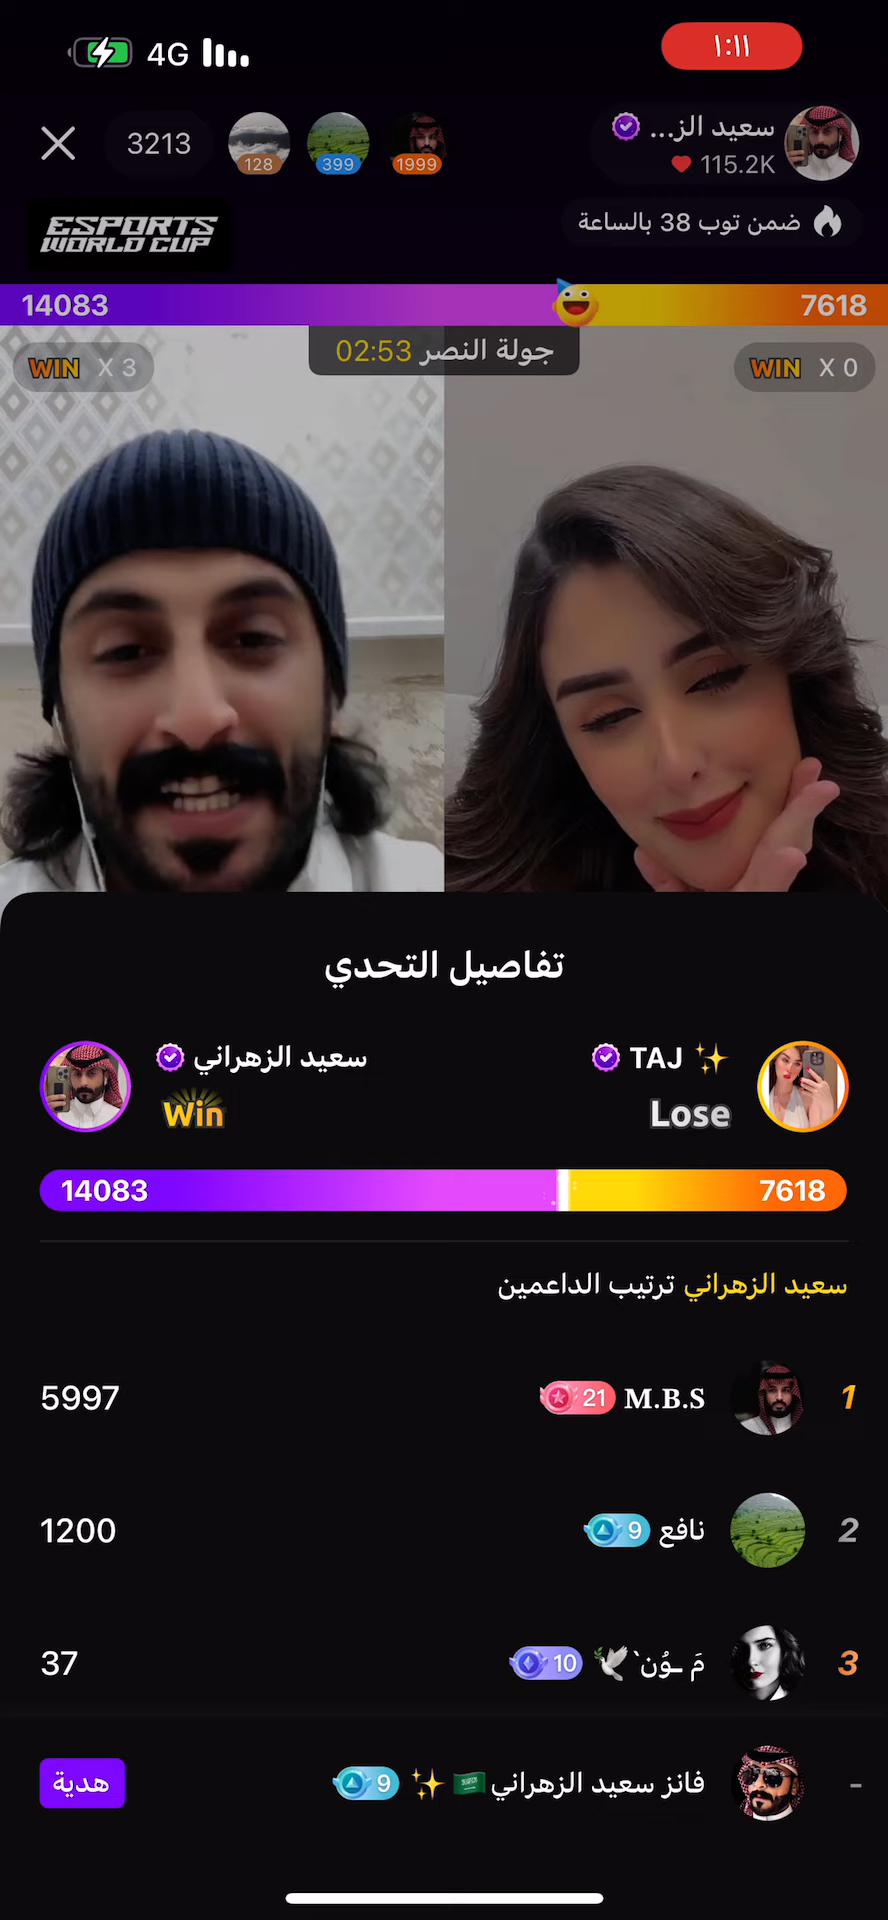 4G
١:١١
3213
128
399
1999
سعيد الز...
115.2K
ESPORTS
WORLD CUP
ضمن توب 38 بالساعة
14083
7618
WIN X 3
جولة النصر 02:53
WIN X 0
تفاصيل التحدي
سعيد الزهراني
Win
TAJ ✨
Lose
14083
7618
سعيد الزهراني ترتيب الداعمين
1
M.B.S
21
5997
2
نافع
9
1200
3
مَ ـوُن` 🕊
10
37
-
فانز سعيد الزهراني 🇸🇦 ✨
9
هدية